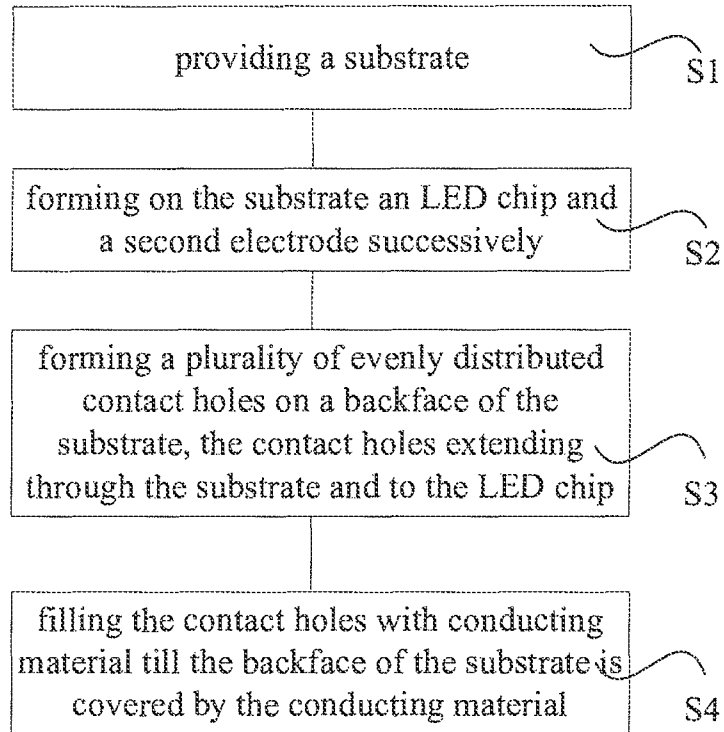 providing a substrate
S1
forming on the substrate an LED chip and
a second electrode successively
S2
forming a plurality of evenly distributed
contact holes on a backface of the
substrate, the contact holes extending
through the substrate and to the LED chip
S3
filling the contact holes with conducting
material till the backface of the substrate is
covered by the conducting material
S4